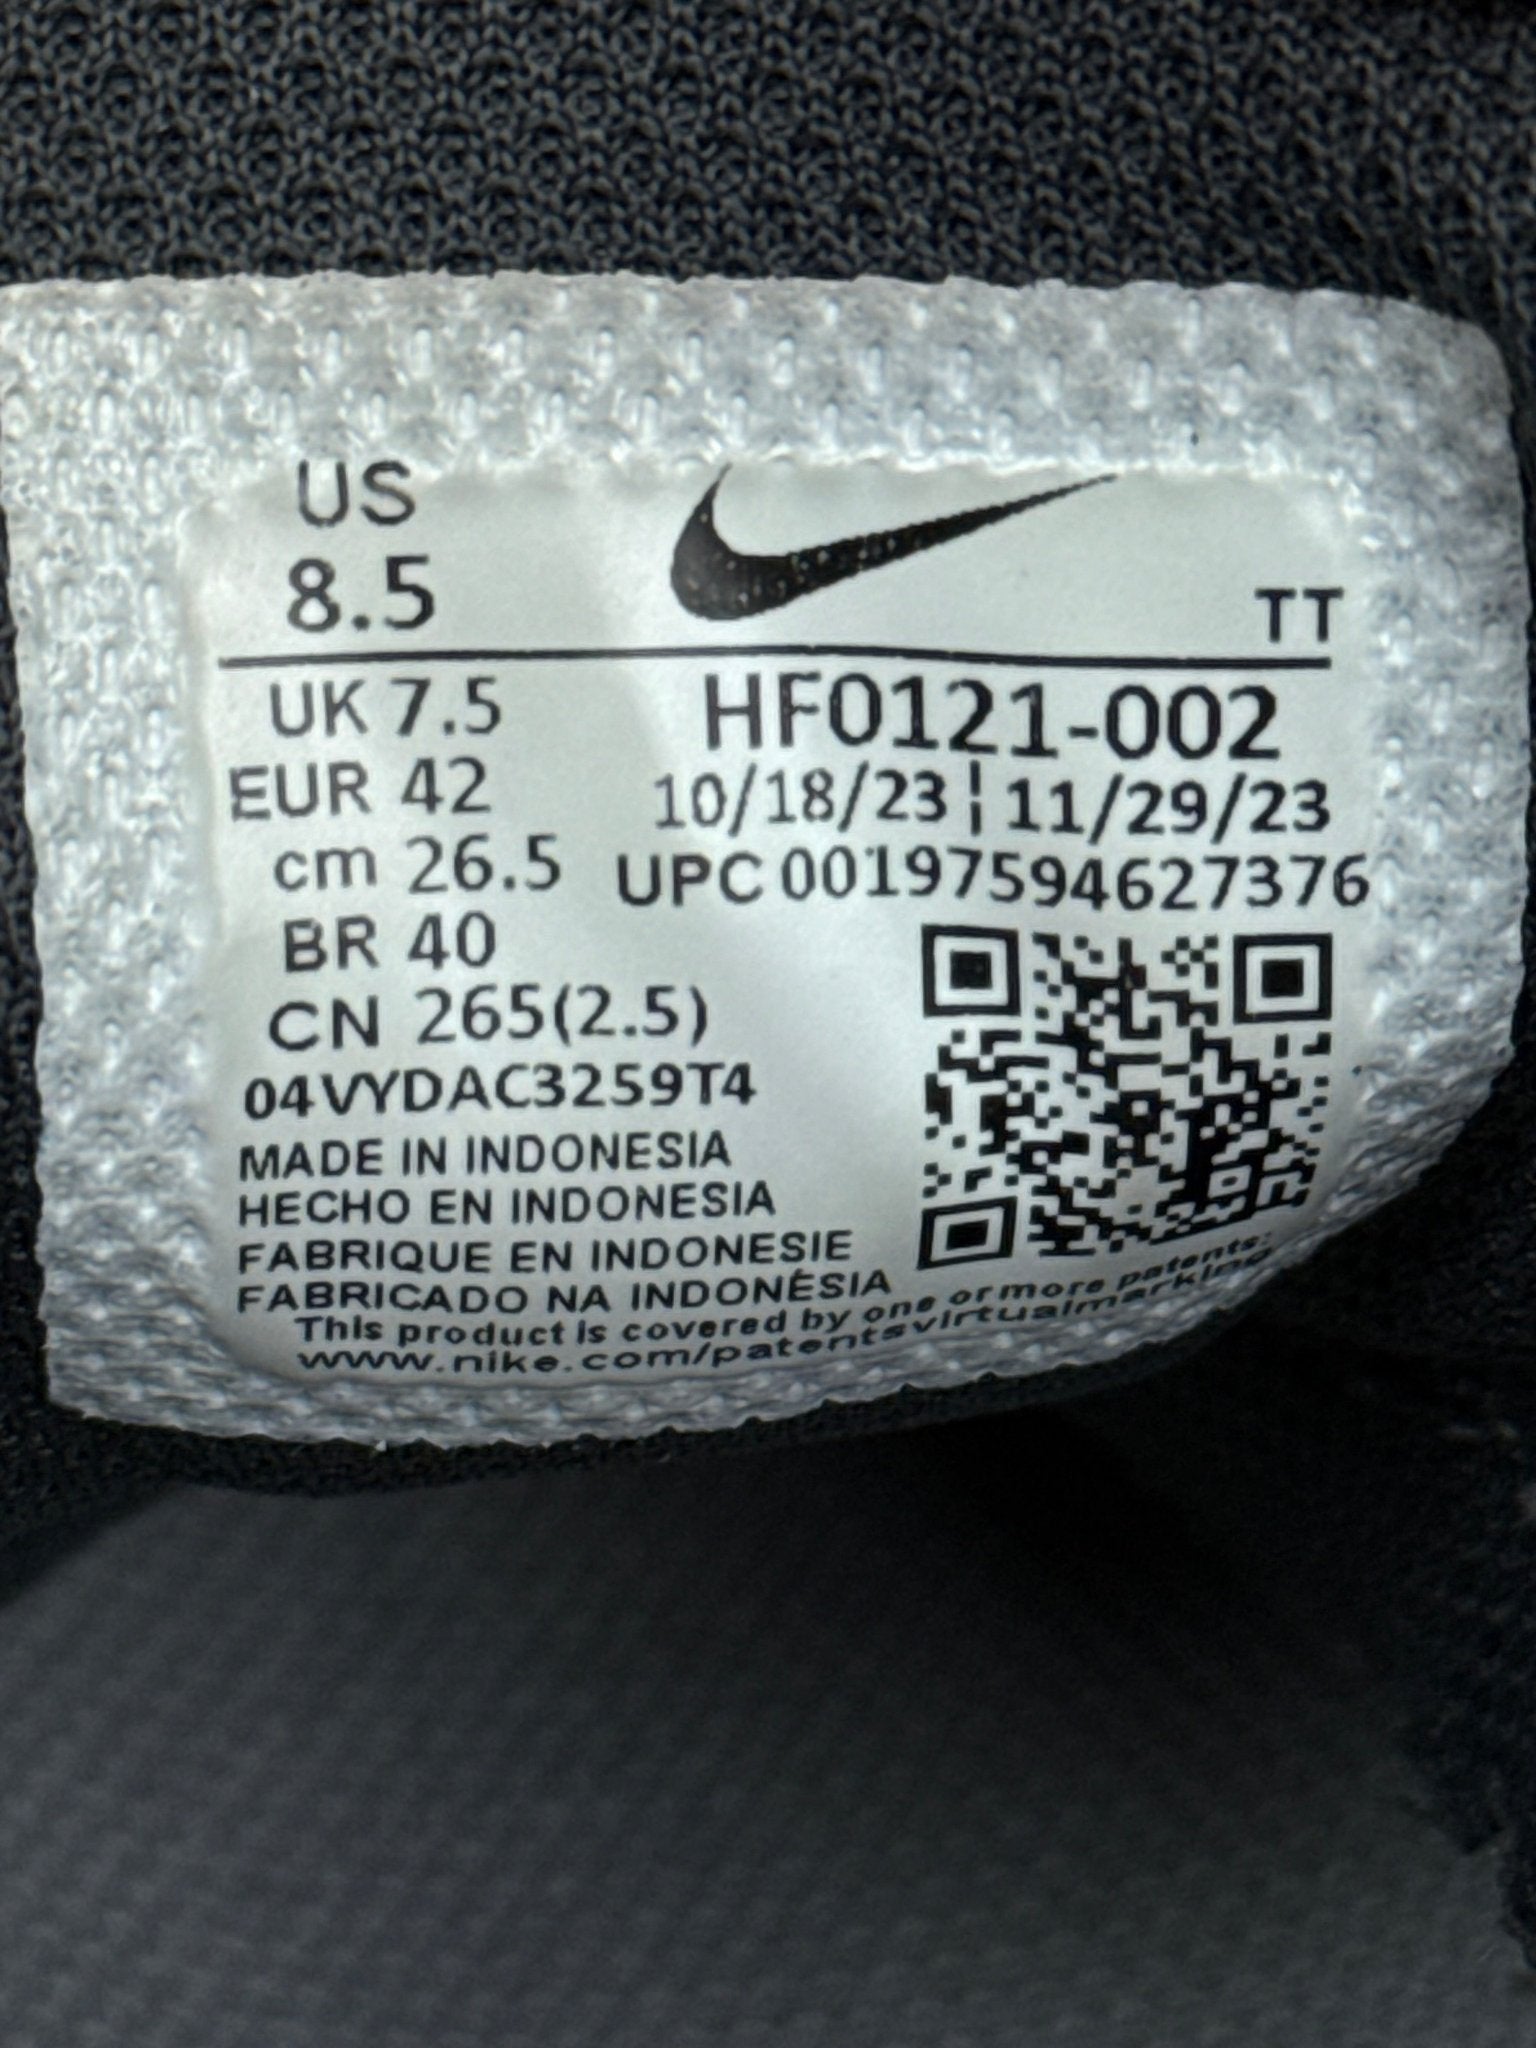 US
8.5
TT
UK 7.5
HF0121-002
EUR 42
10/18/23 ¦ 11/29/23
cm 26.5
UPC 00197594627376
BR 40
CN 265(2.5)
04VYDAC3259T4
MADE IN INDONESIA
HECHO EN INDONESIA
FABRIQUE EN INDONESIE
FABRICADO NA INDONÉSIA
This product is covered by one or more patents:
www.nike.com/patentsvirtualmarking